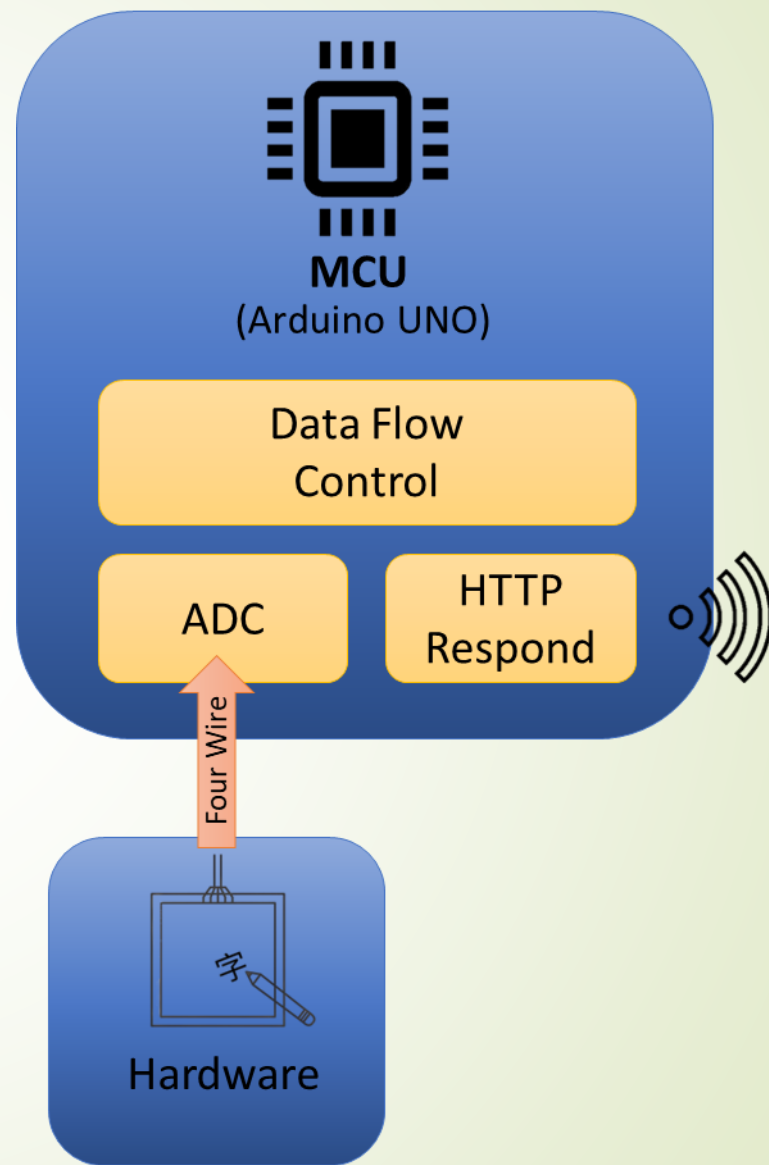 MCU
(Arduino UNO)
Data Flow
Control
ADC
HTTP
Respond
Four Wire
字
Hardware